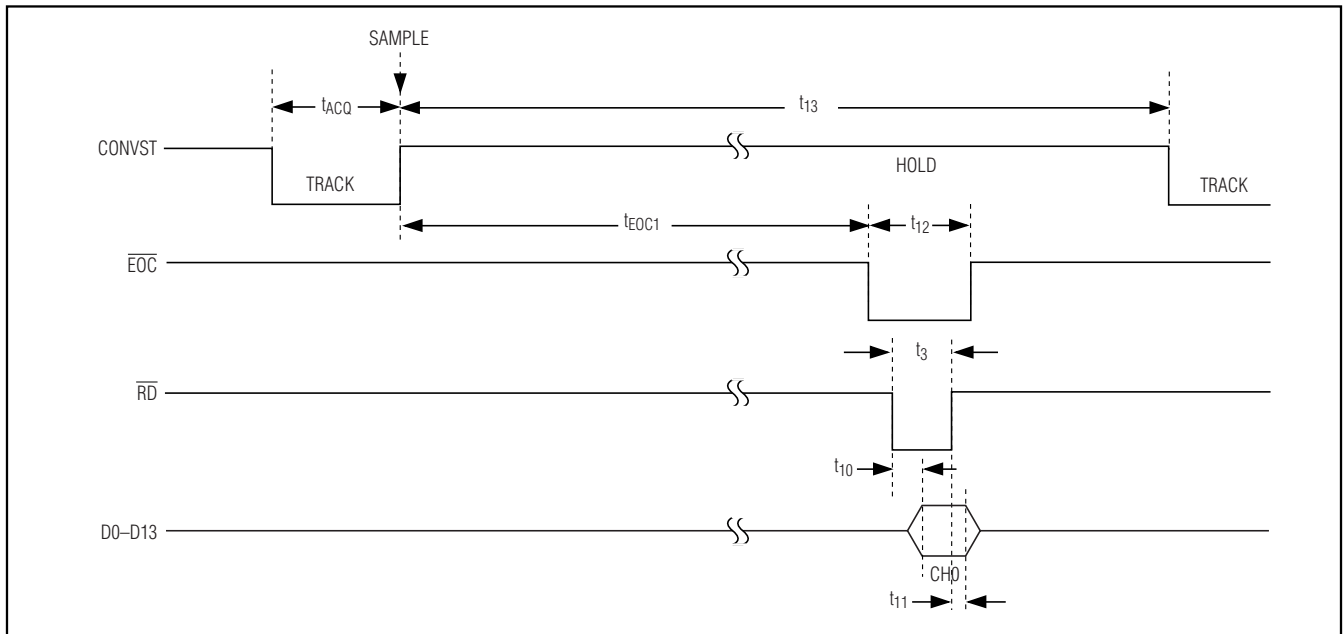 SAMPLE
tACQ
t13
CONVST
TRACK
HOLD
TRACK
tEOC1
t12
EOC
t3
RD
t10
D0–D13
CH0
t11